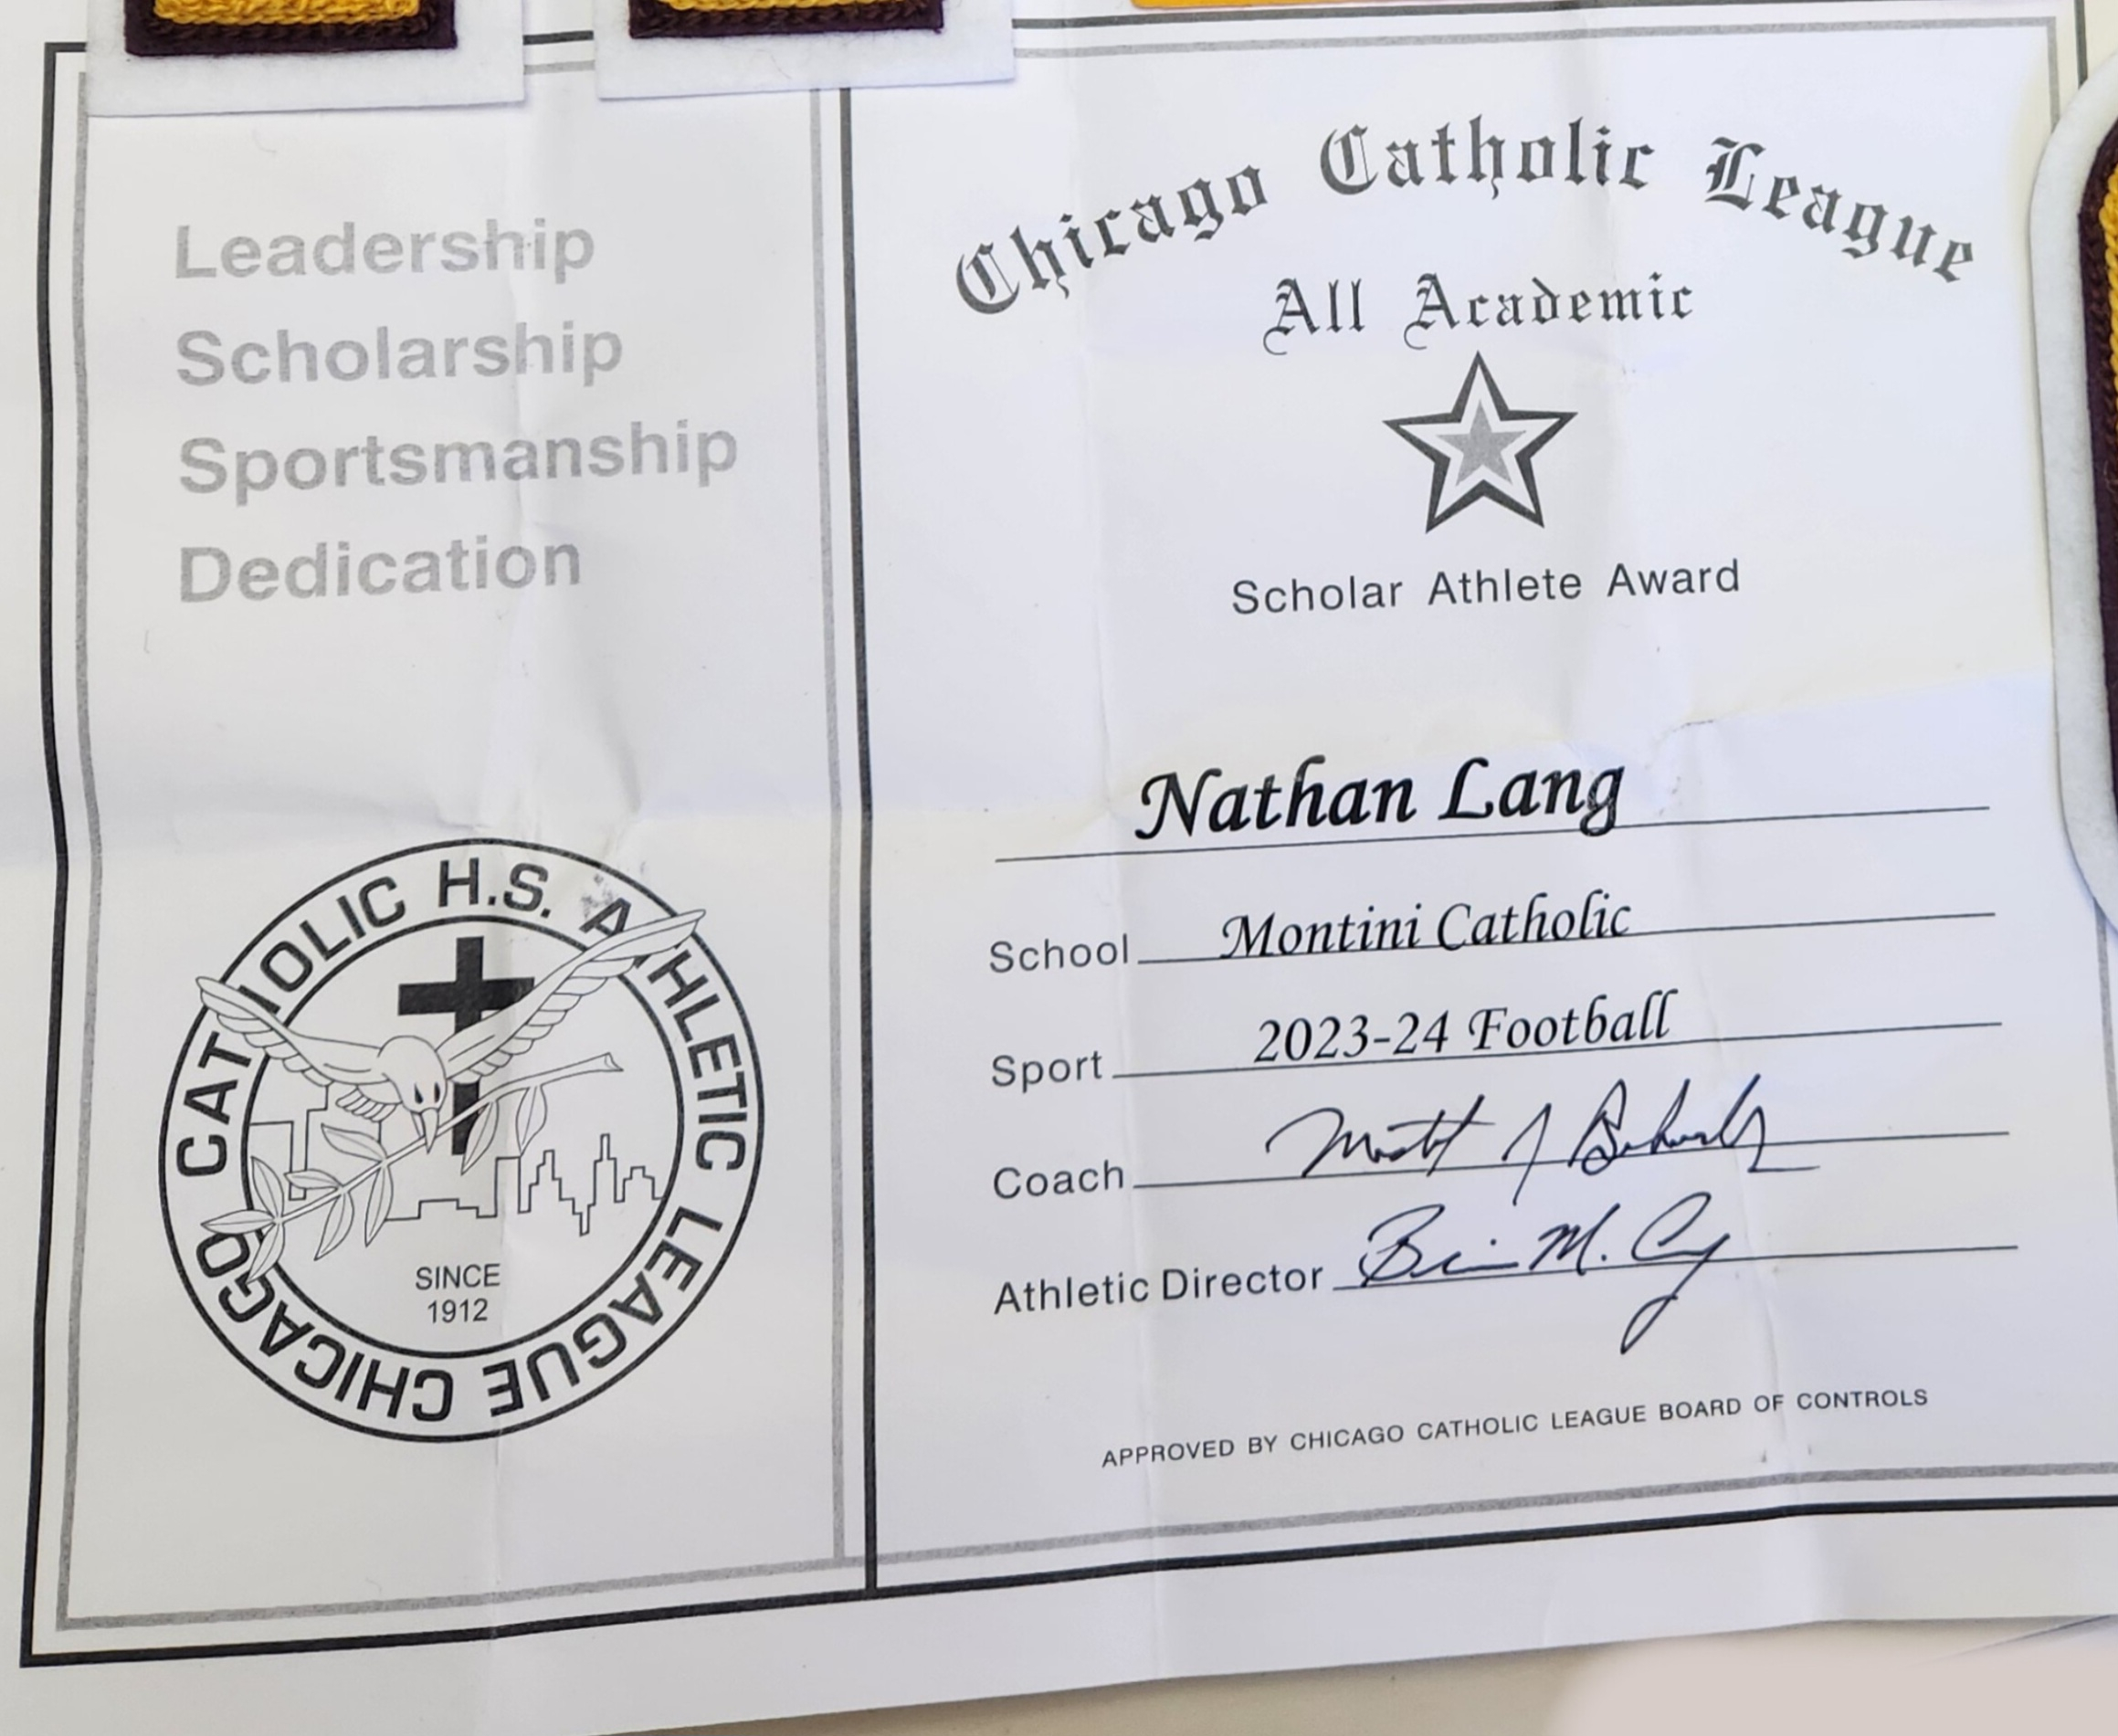 Leadership
Scholarship
Sportsmanship
Dedication
CHICAGO CATHOLIC H.S. ATHLETIC LEAGUE
SINCE
1912
Chicago Catholic League
All Academic
Scholar Athlete Award
Nathan Lang
School Montini Catholic
Sport 2023-24 Football
Coach
Athletic Director
APPROVED BY CHICAGO CATHOLIC LEAGUE BOARD OF CONTROLS